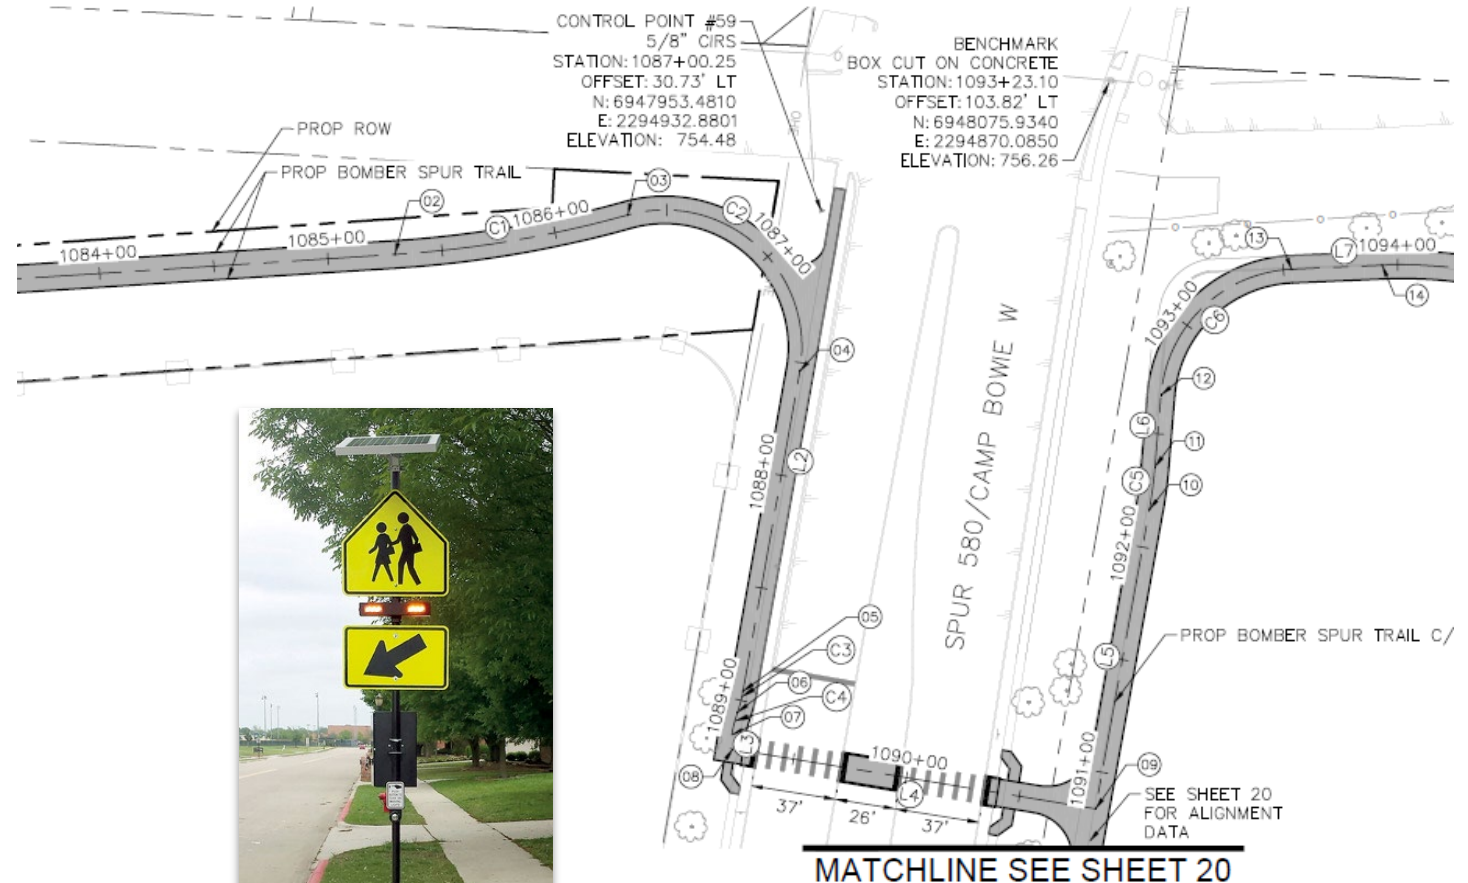 CONTROL POINT #59
5/8" CIRS
STATION: 1087+00.25
OFFSET: 30.73' LT
N: 6947953.4810
E: 2294932.8801
ELEVATION: 754.48
BENCHMARK
BOX CUT ON CONCRETE
STATION: 1093+23.10
OFFSET: 103.82' LT
N: 6948075.9340
E: 2294870.0850
ELEVATION: 756.26
OHE
OHU
PROP ROW
PROP BOMBER SPUR TRAIL
02
03
C1
C2
1084+00
1085+00
1086+00
1087+00
04
L2
1088+00
SPUR 580/CAMP BOWIE W
13
L7
1094+00
14
1093+00
C6
12
L6
11
C5
10
1092+00
PROP BOMBER SPUR TRAIL C/
L5
05
C3
06
C4
07
1089+00
L3
08
1090+00
L4
37'
26'
37'
1091+00
09
SEE SHEET 20
FOR ALIGNMENT
DATA
MATCHLINE SEE SHEET 20